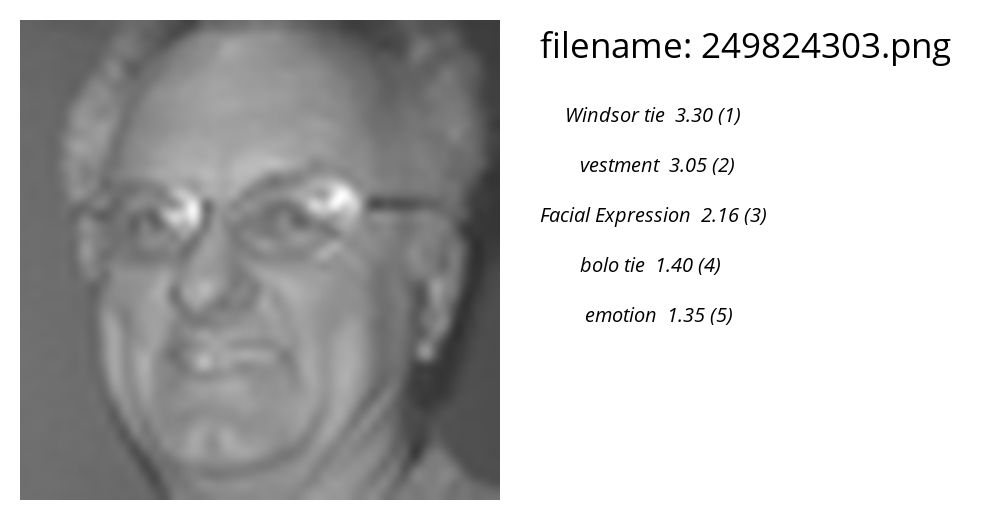 filename: 249824303.png
Windsor tie 3.30 (1)
vestment 3.05 (2)
Facial Expression 2.16 (3)
bolo tie 1.40 (4)
emotion 1.35 (5)